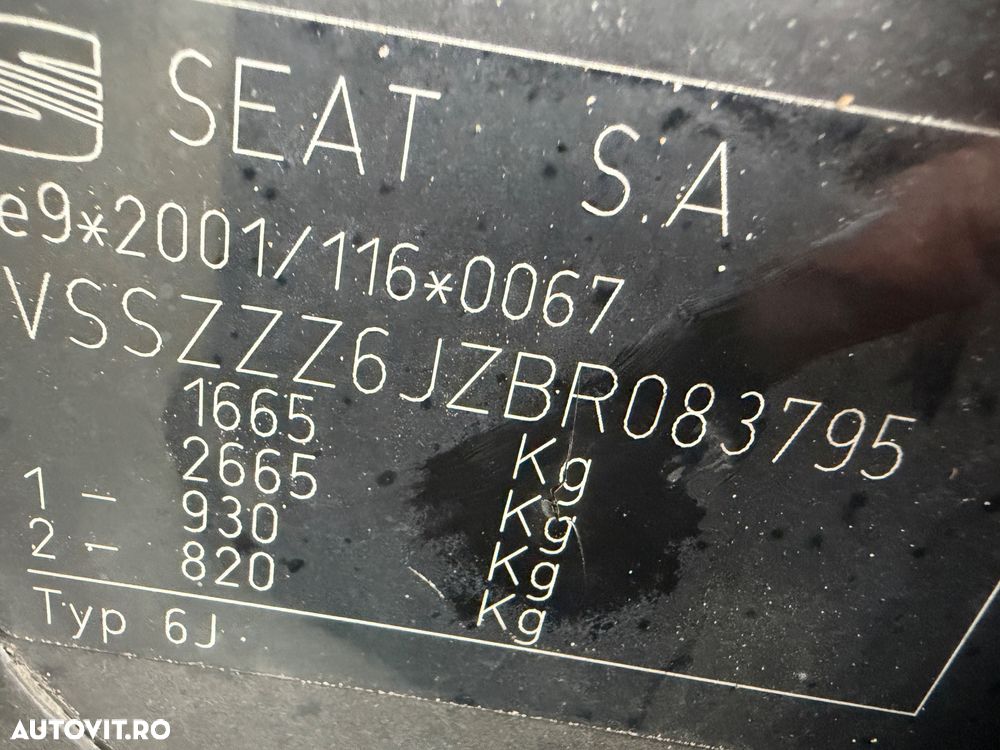 SEAT S.A.
e9*2001/116*0067
VSSZZZ6JZBR083795
1665 Kg
2665 Kg
1 - 930 Kg
2 - 820 Kg
Typ 6J
AUTOVIT.RO